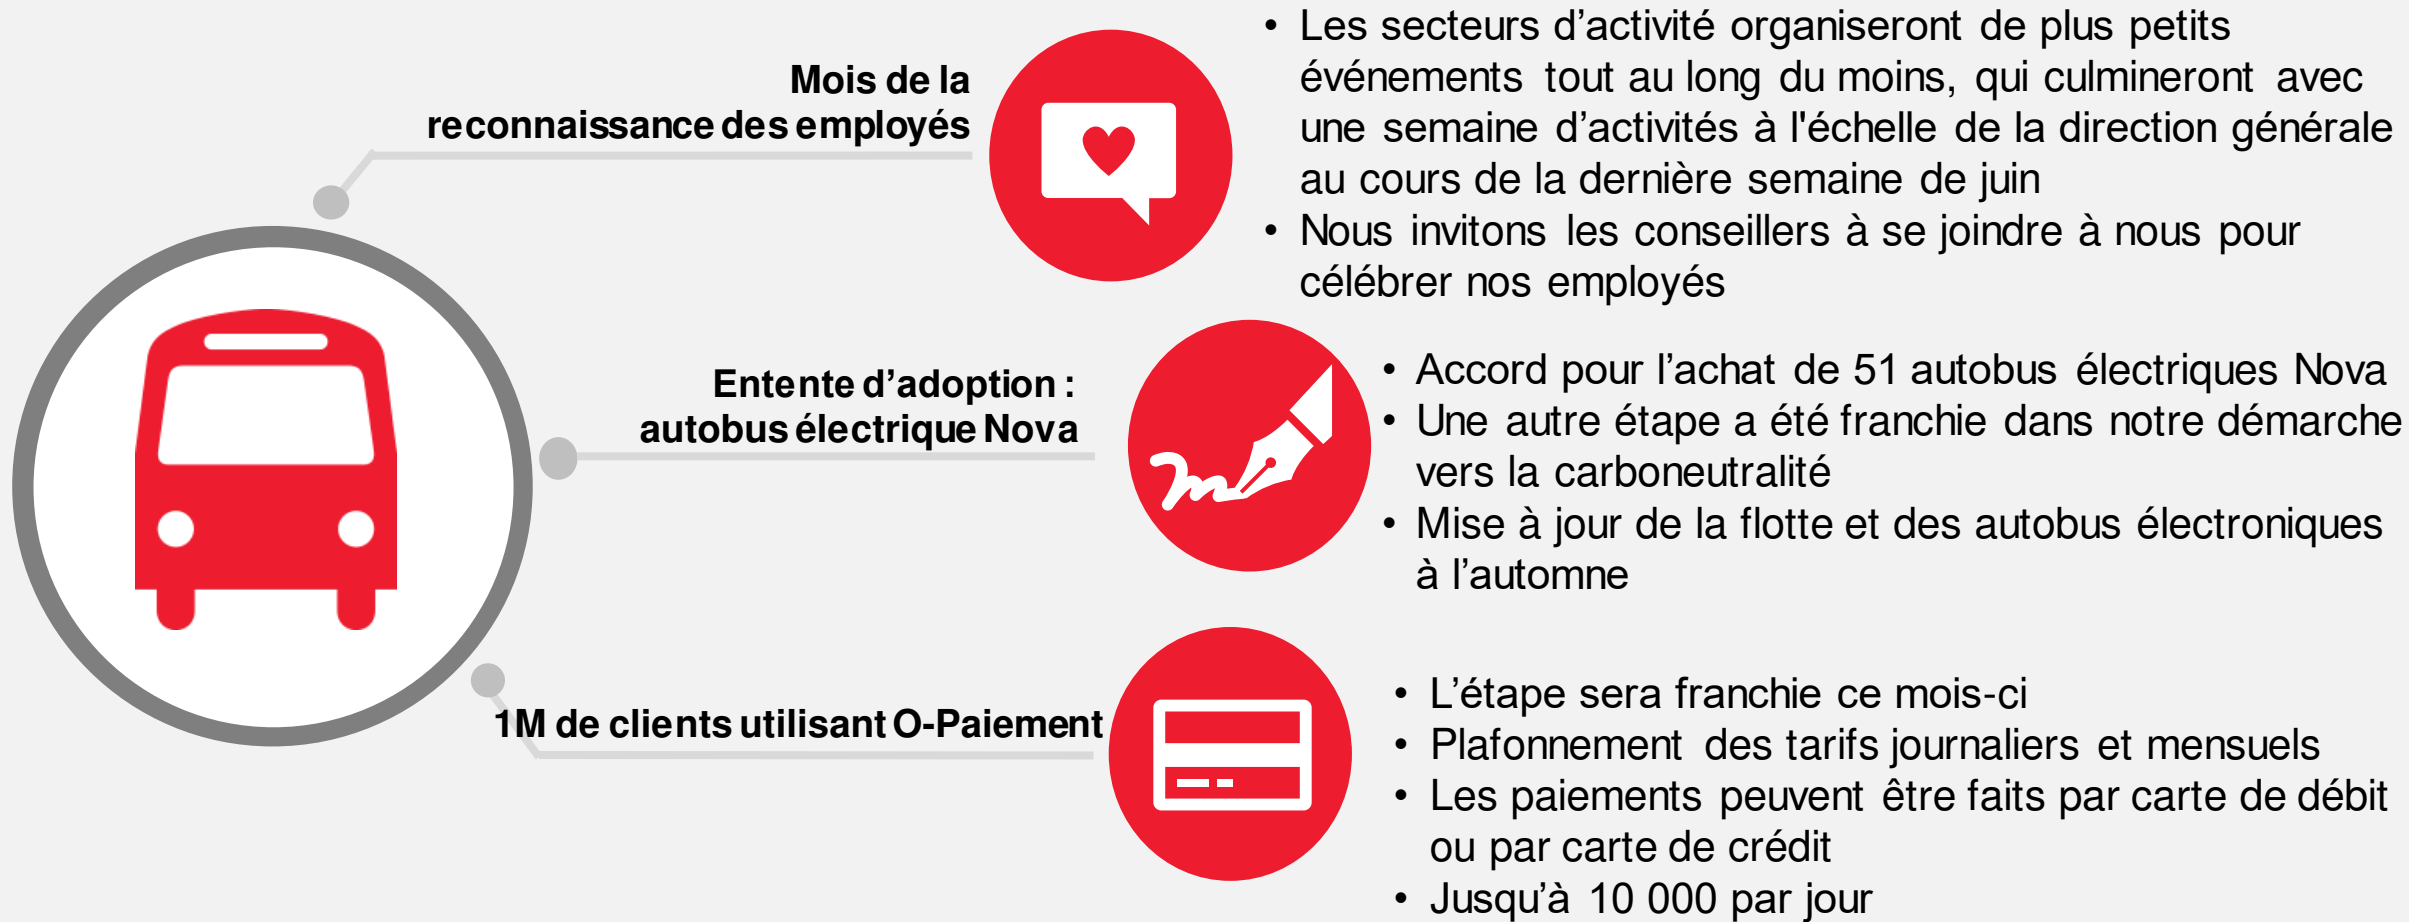 Mois de la
reconnaissance des employés
• Les secteurs d’activité organiseront de plus petits
événements tout au long du moins, qui culmineront avec
une semaine d’activités à l'échelle de la direction générale
au cours de la dernière semaine de juin
• Nous invitons les conseillers à se joindre à nous pour
célébrer nos employés
Entente d’adoption :
autobus électrique Nova
• Accord pour l’achat de 51 autobus électriques Nova
• Une autre étape a été franchie dans notre démarche
vers la carboneutralité
• Mise à jour de la flotte et des autobus électroniques
à l’automne
1M de clients utilisant O-Paiement
• L’étape sera franchie ce mois-ci
• Plafonnement des tarifs journaliers et mensuels
• Les paiements peuvent être faits par carte de débit
ou par carte de crédit
• Jusqu’à 10 000 par jour